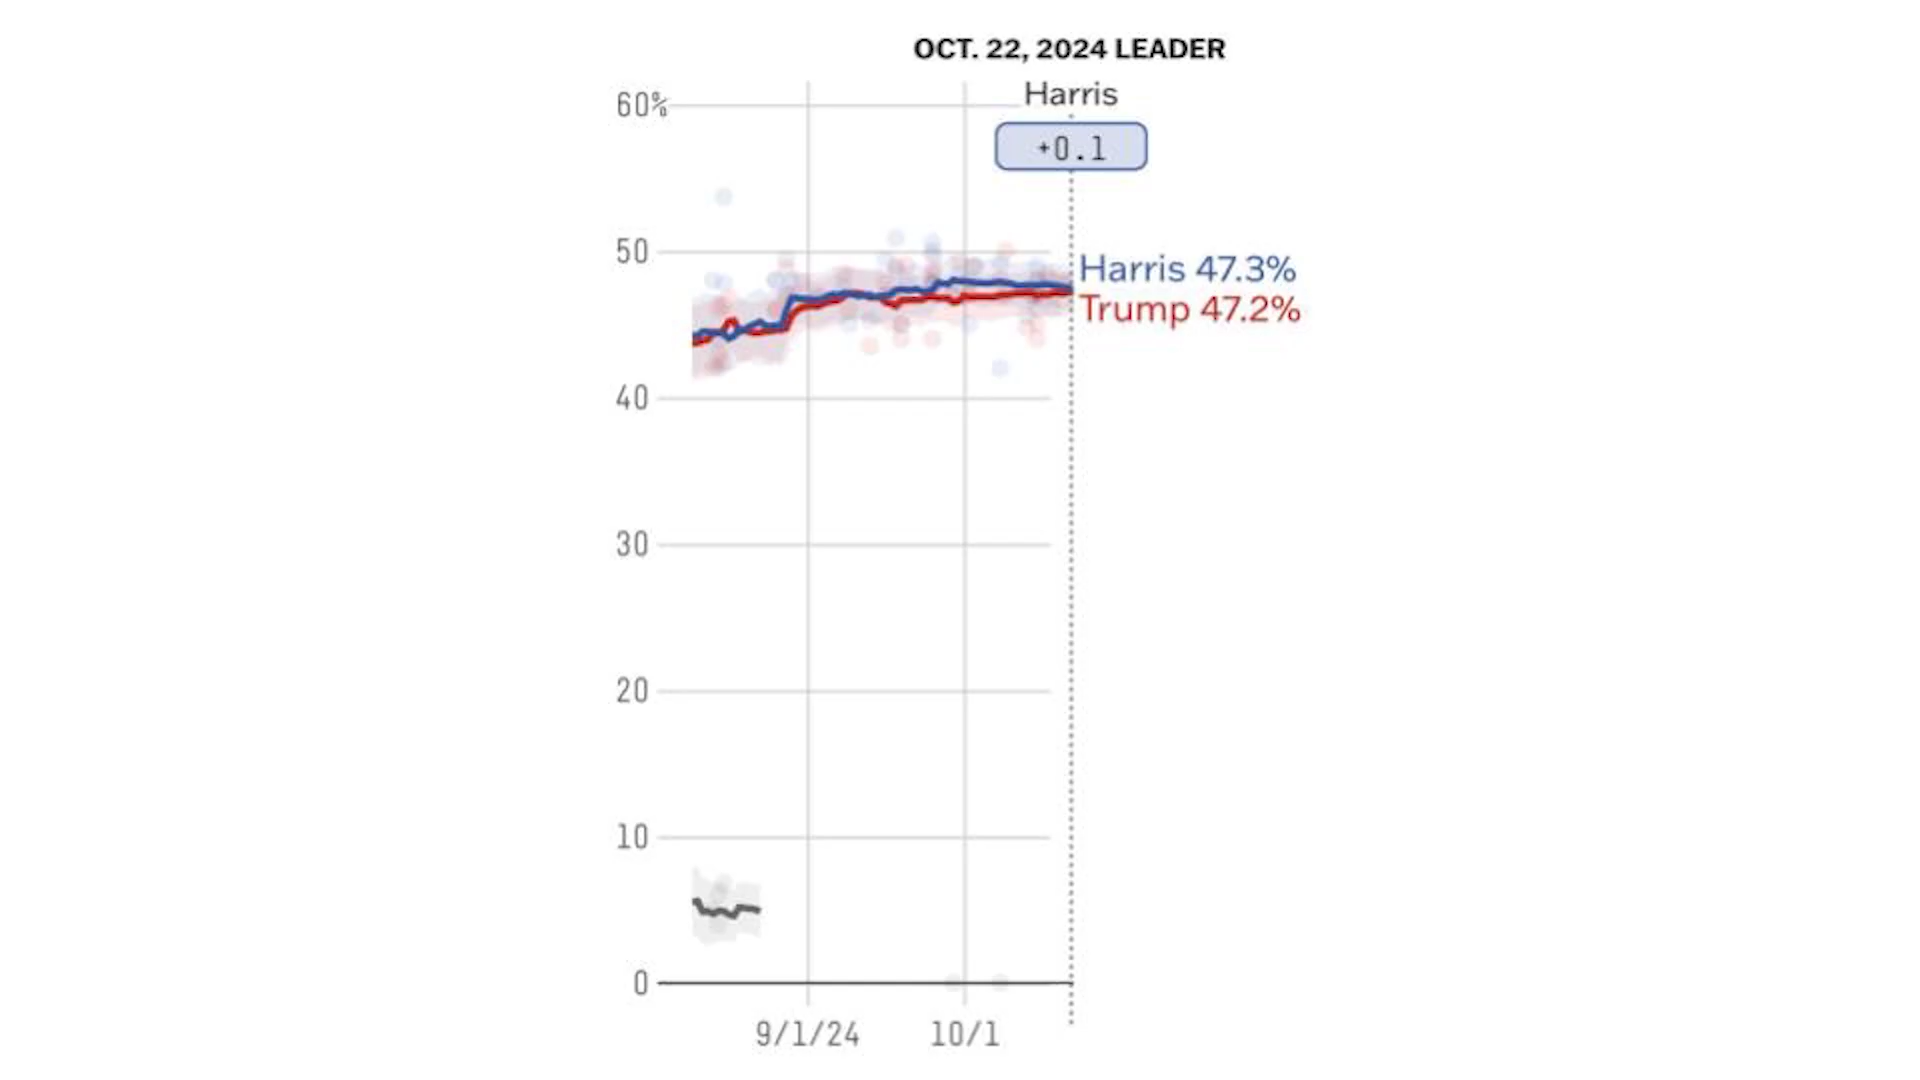 OCT. 22, 2024 LEADER
Harris
60%
+0.1
50
Harris 47.3%
Trump 47.2%
40
30
20
10
0
9/1/24 10/1